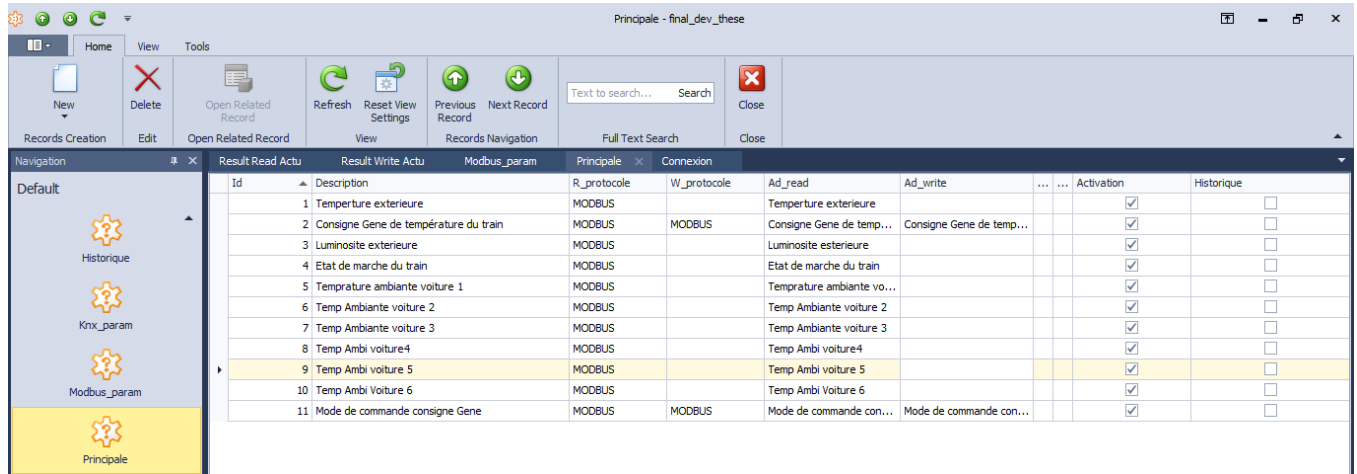 Principale - final_dev_these
Home View Tools
New Delete Open Related Record Refresh Reset View Settings Previous Record Next Record Text to search... Search Close
Records Creation Edit Open Related Record View Records Navigation Full Text Search Close
Navigation Result Read Actu Result Write Actu Modbus_param Principale Connexion
Default
Historique
Knx_param
Modbus_param
Principale
Id Description R_protocole W_protocole Ad_read Ad_write ... ... Activation Historique
1 Temperture exterieure MODBUS Temperture exterieure
2 Consigne Gene de température du train MODBUS MODBUS Consigne Gene de temp... Consigne Gene de temp...
3 Luminosite exterieure MODBUS Luminosite esterieure
4 Etat de marche du train MODBUS Etat de marche du train
5 Temprature ambiante voiture 1 MODBUS Temprature ambiante vo...
6 Temp Ambiante voiture 2 MODBUS Temp Ambiante voiture 2
7 Temp Ambiante voiture 3 MODBUS Temp Ambiante voiture 3
8 Temp Ambi voiture4 MODBUS Temp Ambi voiture4
9 Temp Ambi voiture 5 MODBUS Temp Ambi voiture 5
10 Temp Ambi Voiture 6 MODBUS Temp Ambi Voiture 6
11 Mode de commande consigne Gene MODBUS MODBUS Mode de commande con... Mode de commande con...